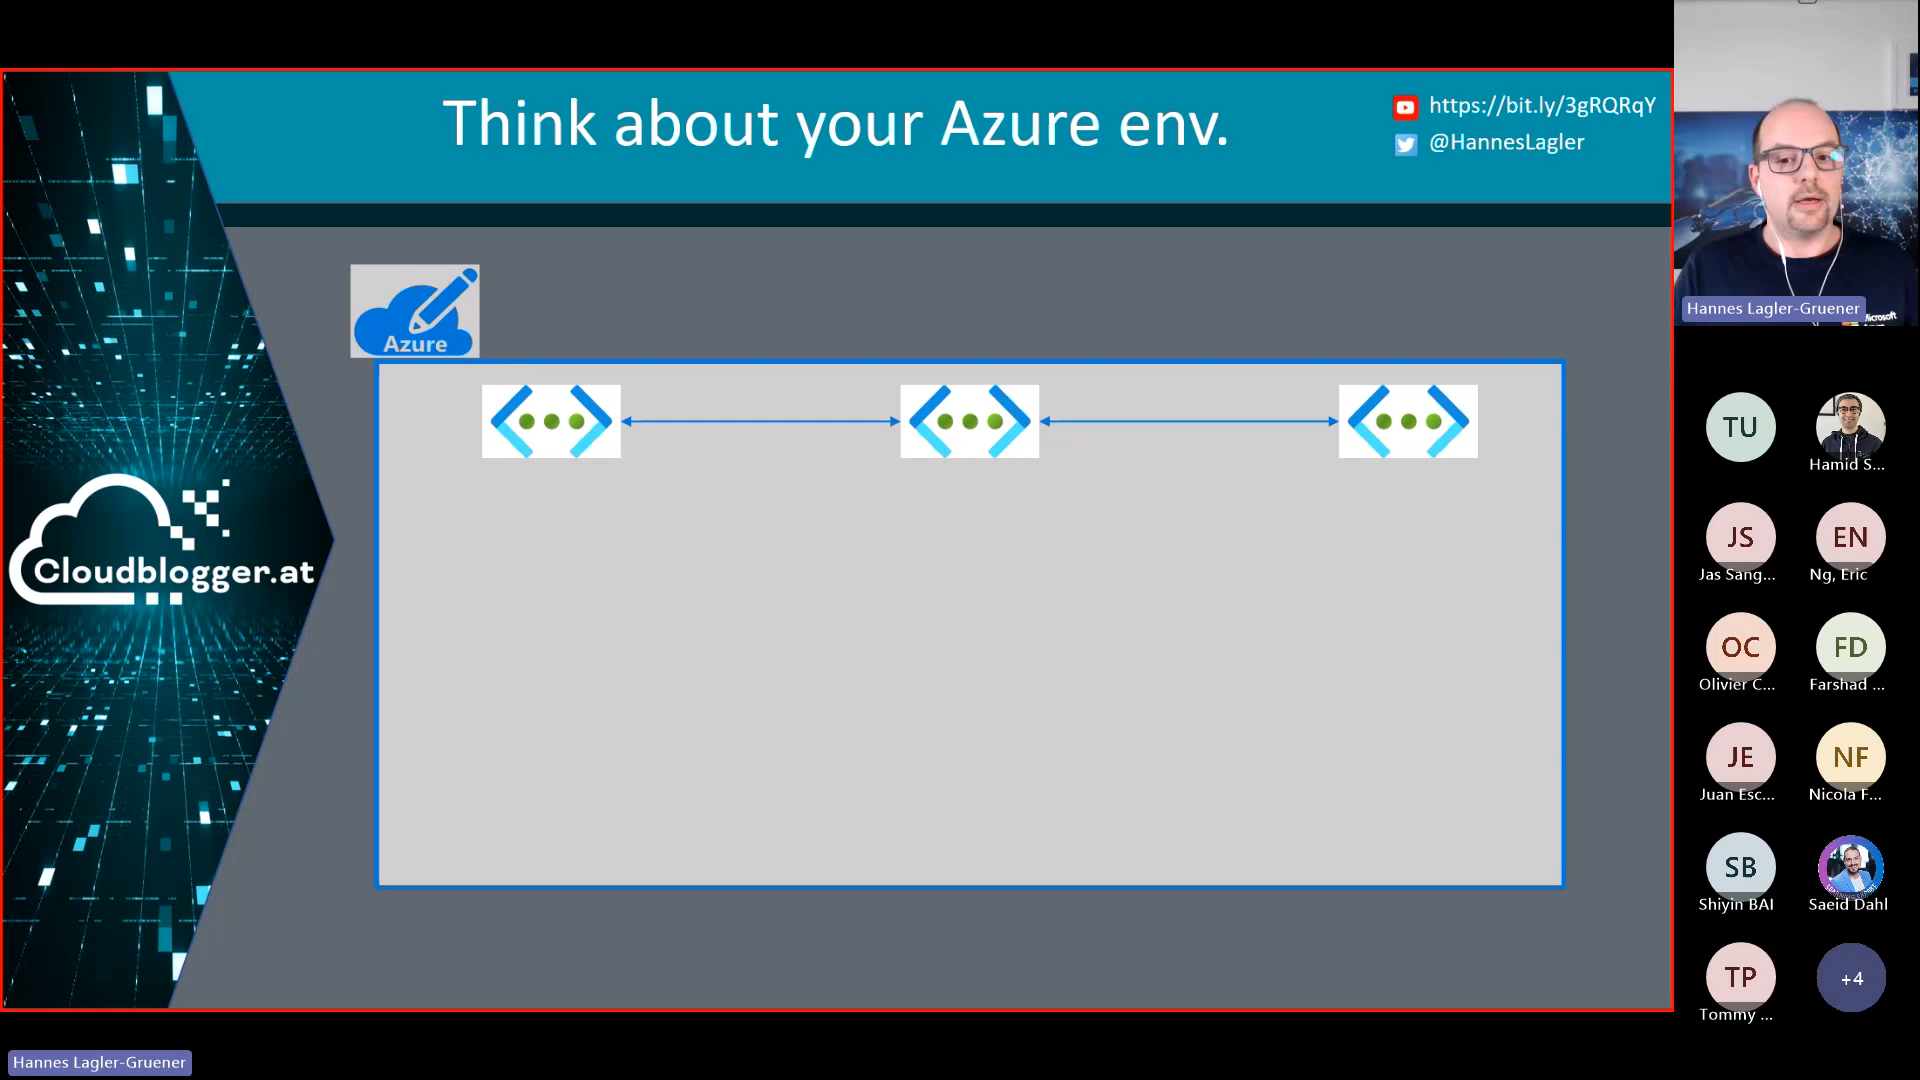 Think about your Azure env.
https://bit.ly/3gRQRqY
@HannesLagler
Azure
Cloudblogger.at
Hannes Lagler-Gruener
Microsoft
TU
Hamid S...
JS
Jas Sang...
EN
Ng, Eric
OC
Olivier C...
FD
Farshad ...
JE
Juan Esc...
NF
Nicola F...
SB
Shiyin BAI
Saeid Dahl
TP
Tommy ...
+4
Hannes Lagler-Gruener